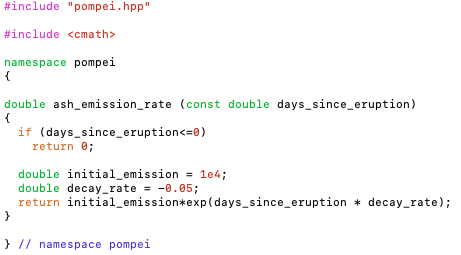 #include "pompei.hpp"
#include <cmath>
namespace pompei
{
double ash_emission_rate (const double days_since_eruption)
{
if (days_since_eruption<=0)
return 0;
double initial_emission = 1e4;
double decay_rate = -0.05;
return initial_emission*exp(days_since_eruption * decay_rate);
}
} // namespace pompei